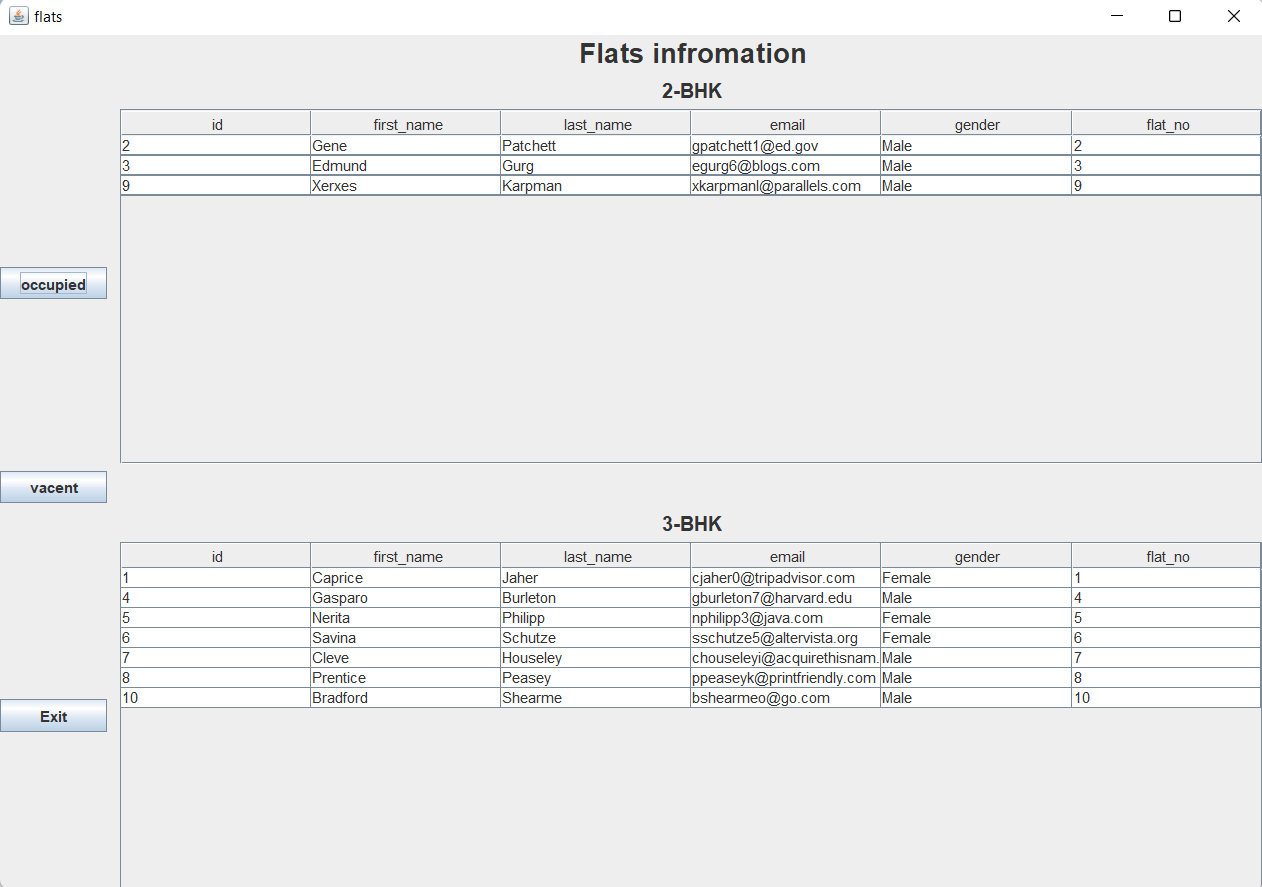 flats
Flats infromation
2-BHK
id first_name last_name email gender flat_no
2 Gene Patchett gpatchett1@ed.gov Male 2
3 Edmund Gurg egurg6@blogs.com Male 3
9 Xerxes Karpman xkarpmanl@parallels.com Male 9
occupied
vacent
3-BHK
id first_name last_name email gender flat_no
1 Caprice Jaher cjaher0@tripadvisor.com Female 1
4 Gasparo Burleton gburleton7@harvard.edu Male 4
5 Nerita Philipp nphilipp3@java.com Female 5
6 Savina Schutze sschutze5@altervista.org Female 6
7 Cleve Houseley chouseleyi@acquirethisnam. Male 7
8 Prentice Peasey ppeaseyk@printfriendly.com Male 8
10 Bradford Shearme bshearmeo@go.com Male 10
Exit